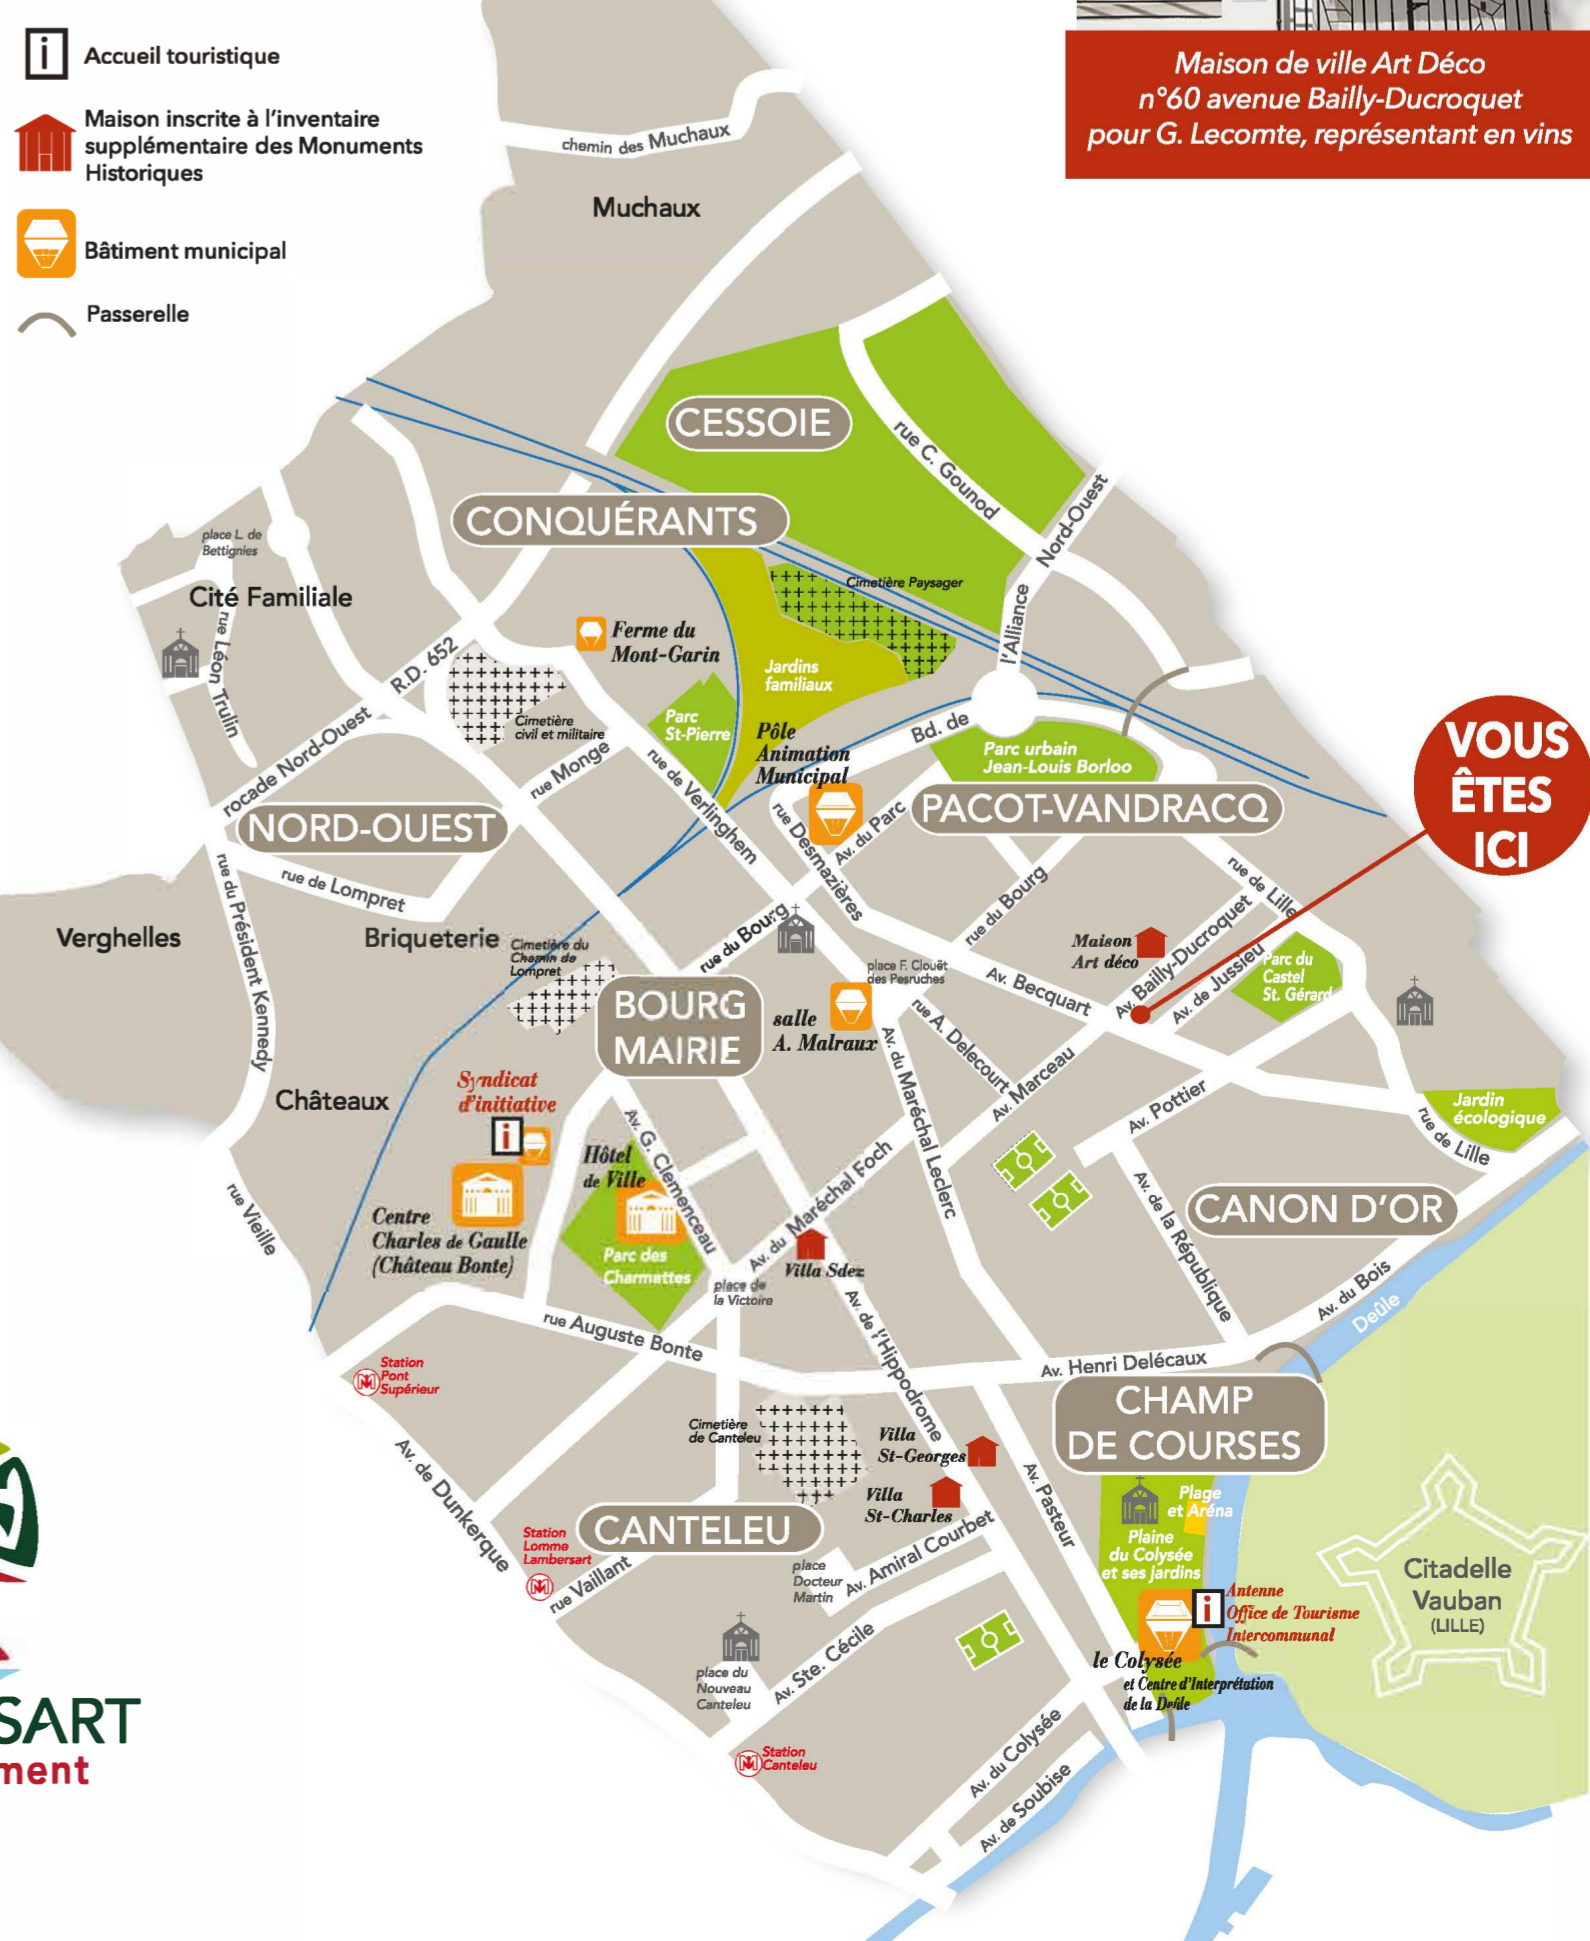 Accueil touristique
Maison inscrite à l'inventaire
supplémentaire des Monuments
Historiques
Bâtiment municipal
Passerelle
Maison de ville Art Déco
n°60 avenue Bailly-Ducroquet
pour G. Lecomte, représentant en vins
chemin des Muchaux
Muchaux
CESSOIE
rue C. Gounod
Nord-Ouest
CONQUÉRANTS
place L. de
Bettignies
Cité Familiale
rue Léon Trulin
R.D. 652
Cimetière Paysager
l'Alliance
Ferme du
Mont-Garin
Jardins
familiaux
Cimetière
civil et militaire
Parc
St-Pierre
rocade Nord-Ouest
rue Monge
rue de Verlinghem
Pôle
Animation
Municipal
Bd. de
Parc urbain
Jean-Louis Borloo
VOUS
ÊTES
ICI
NORD-OUEST
PACOT-VANDRACQ
rue Desmazières
Av. du Parc
rue du Président Kennedy
rue de Lompret
rue du Bourg
rue du Bourg
rue de Lille
Verghelles
Briqueterie
Cimetière du
Chemin de
Lompret
place F. Clouët
des Pesruches
Maison
Art déco
Av. Bailly-Ducroquet
Av. de Jussieu
Parc du
Castel
St. Gérard
Av. Becquart
BOURG
MAIRIE
salle
A. Malraux
rue A. Delecourt
Av. Marceau
Av. du Maréchal Leclerc
Châteaux
Syndicat
d'initiative
i
Av. G. Clemenceau
Av. Pottier
Jardin
écologique
rue de Lille
Hôtel
de Ville
Av. du Maréchal Foch
Av. de la République
CANON D'OR
rue Vieille
Centre
Charles de Gaulle
(Château Bonte)
Parc des
Charmettes
place de
la Victoire
Villa Sdez
Av. du Bois
Deûle
rue Auguste Bonte
Av. de l'Hippodrome
Av. Henri Delécaux
Station
Pont
Supérieur
CHAMP
DE COURSES
Cimetière
de Canteleu
Villa
St-Georges
Villa
St-Charles
Av. Pasteur
Av. de Dunkerque
Plage
et Aréna
Plaine
du Colysée
et ses jardins
Station
Lomme
Lambersart
CANTELEU
rue Vaillant
place
Docteur
Martin
Av. Amiral Courbet
Citadelle
Vauban
(LILLE)
i
Antenne
Office de Tourisme
Intercommunal
le Colysée
et Centre d'Interprétation
de la Deûle
place du
Nouveau
Canteleu
Av. Ste. Cécile
Station
Canteleu
Av. du Colysée
Av. de Soubise
SART
ment